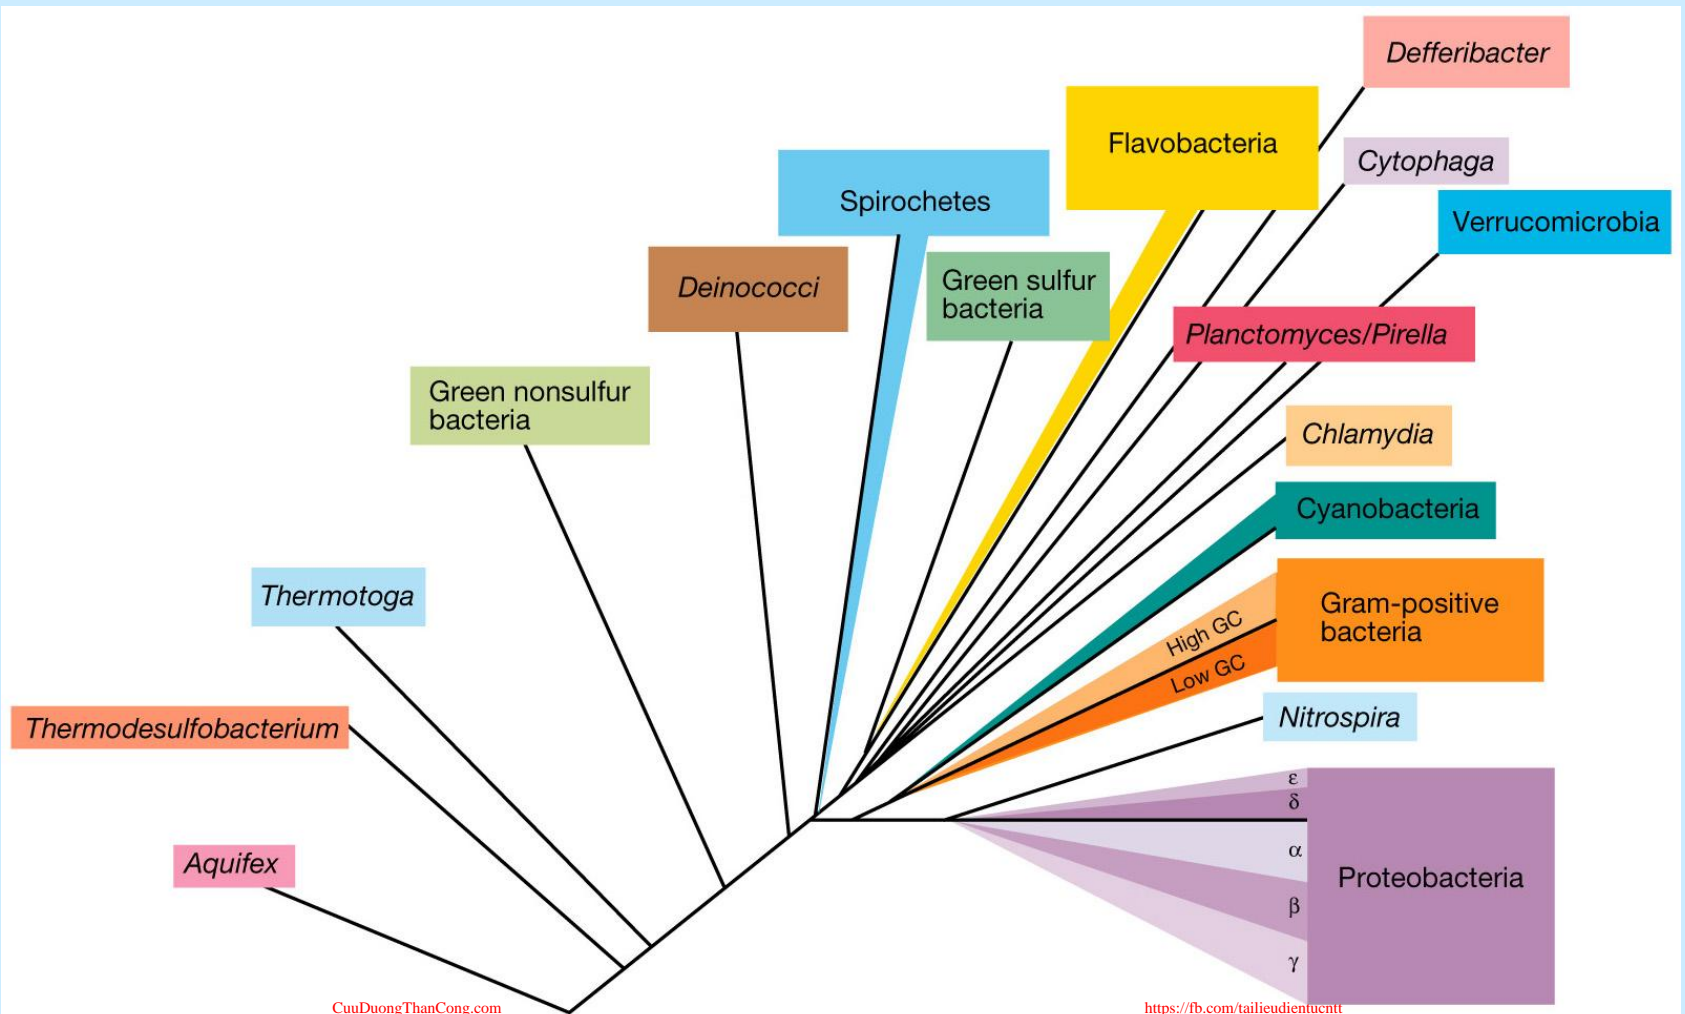 Defferibacter
Flavobacteria
Cytophaga
Spirochetes
Verrucomicrobia
Deinococci
Green sulfur
bacteria
Planctomyces/Pirella
Green nonsulfur
bacteria
Chlamydia
Cyanobacteria
Thermotoga
High GC
Low GC
Gram-positive
bacteria
Thermodesulfobacterium
Nitrospira
ε
δ
α
β
γ
Proteobacteria
Aquifex
CuuDuongThanCong.com
https://fb.com/tailieudientucntt